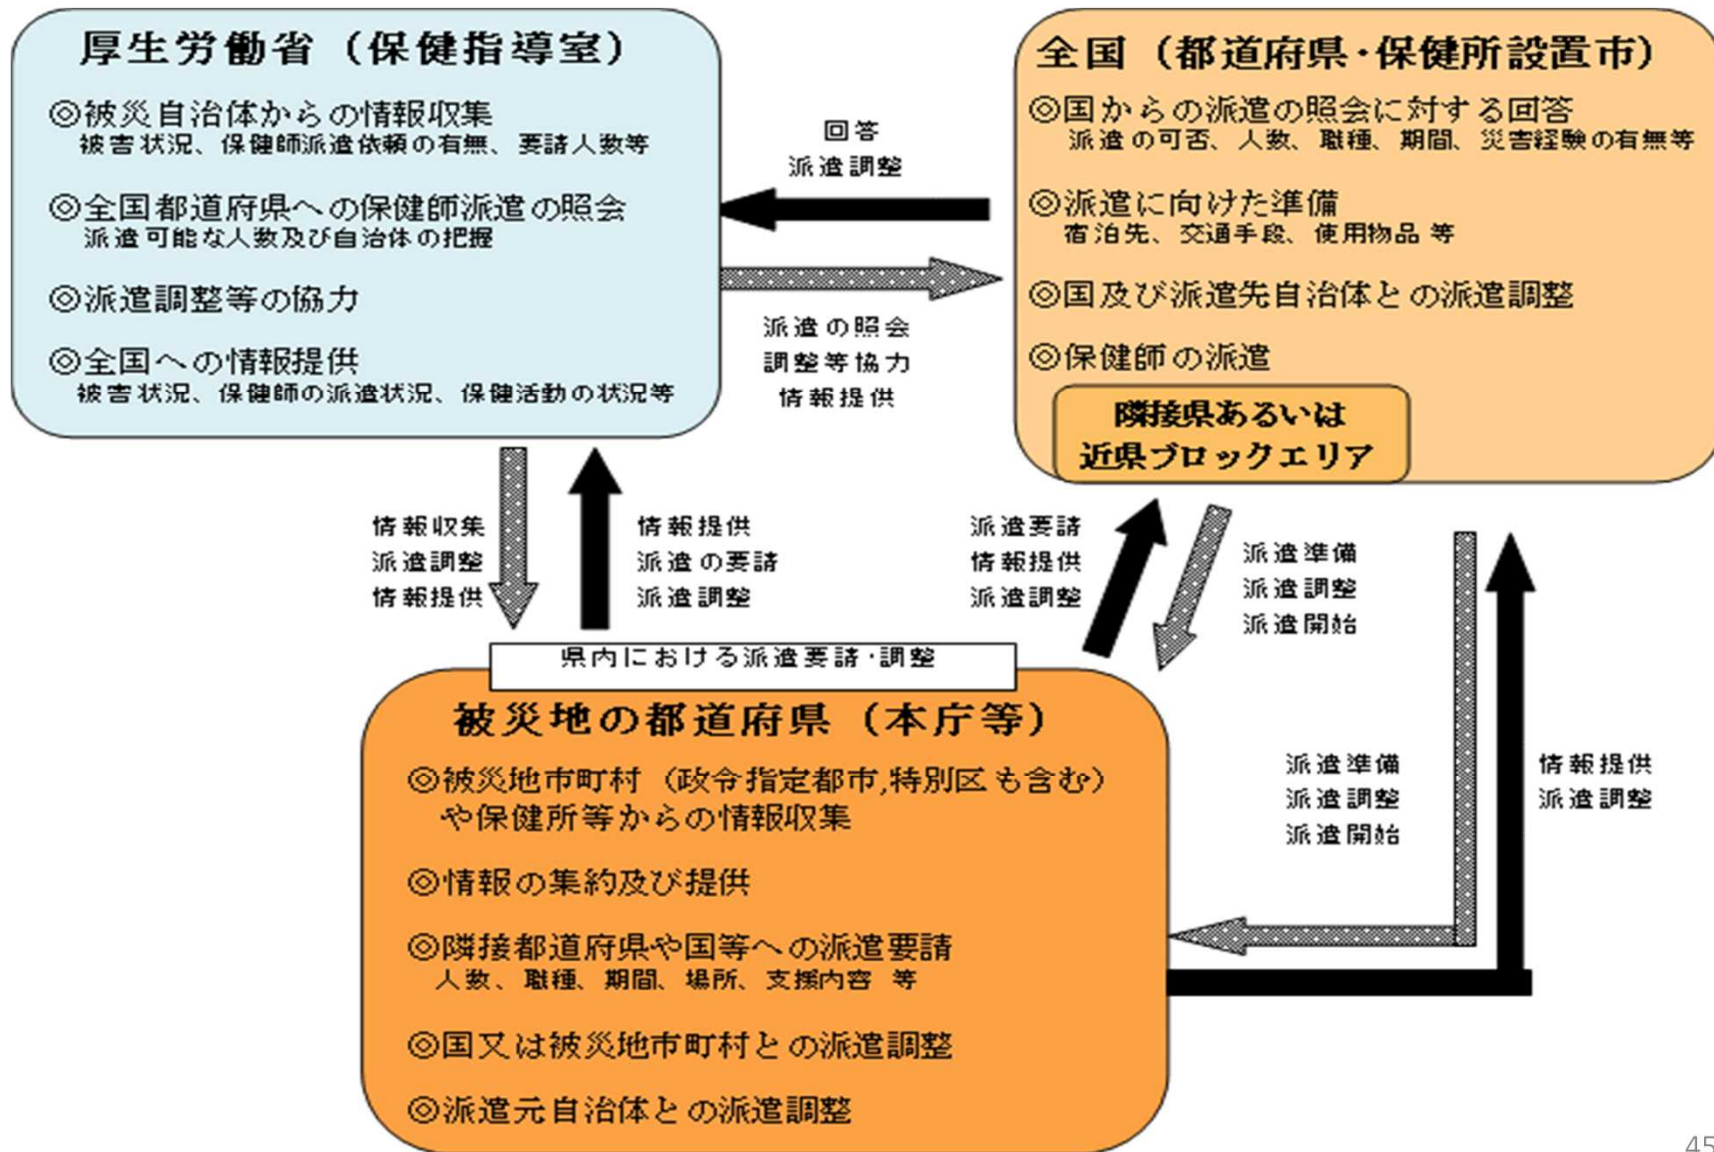 厚生労働省（保健指導室）
◎被災自治体からの情報収集
被害状況、保健師派遣依頼の有無、要請人数等
◎全国都道府県への保健師派遣の照会
派遣可能な人数及び自治体の把握
◎派遣調整等の協力
◎全国への情報提供
被害状況、保健師の派遣状況、保健活動の状況等
回答
派遣調整
派遣の照会
調整等協力
情報提供
全国（都道府県・保健所設置市）
◎国からの派遣の照会に対する回答
派遣の可否、人数、職種、期間、災害経験の有無等
◎派遣に向けた準備
宿泊先、交通手段、使用物品 等
◎国及び派遣先自治体との派遣調整
◎保健師の派遣
隣接県あるいは
近県ブロックエリア
情報収集
派遣調整
情報提供
情報提供
派遣の要請
派遣調整
派遣要請
情報提供
派遣調整
派遣準備
派遣調整
派遣開始
県内における派遣要請・調整
被災地の都道府県（本庁等）
◎被災地市町村（政令指定都市,特別区も含む）
や保健所等からの情報収集
◎情報の集約及び提供
◎隣接都道府県や国等への派遣要請
人数、職種、期間、場所、支援内容 等
◎国又は被災地市町村との派遣調整
◎派遣元自治体との派遣調整
派遣準備
派遣調整
派遣開始
情報提供
派遣調整
45